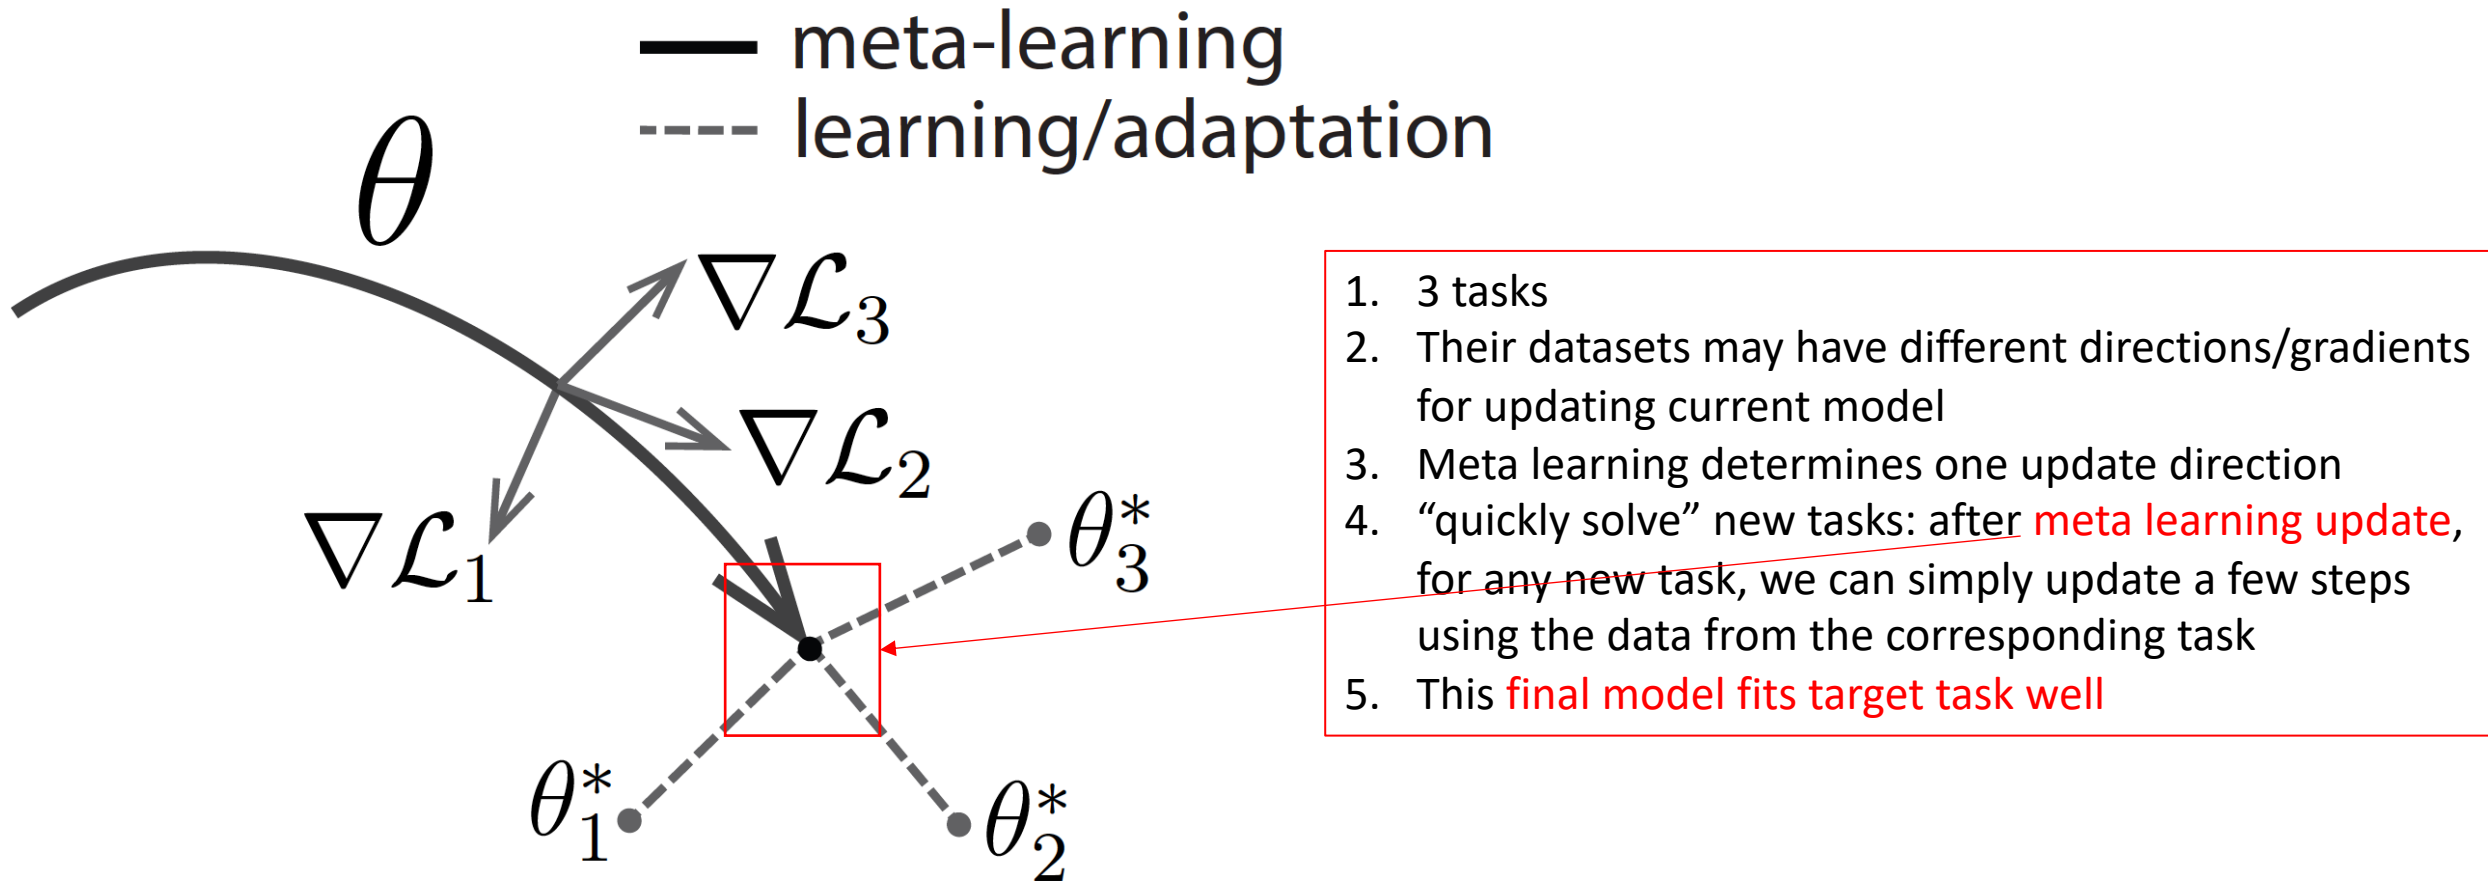 meta-learning
learning/adaptation
θ
∇ℒ₃
∇ℒ₂
∇ℒ₁
θ₃*
θ₁*
θ₂*
1. 3 tasks
2. Their datasets may have different directions/gradients
for updating current model
3. Meta learning determines one update direction
4. “quickly solve” new tasks: after meta learning update,
for any new task, we can simply update a few steps
using the data from the corresponding task
5. This final model fits target task well